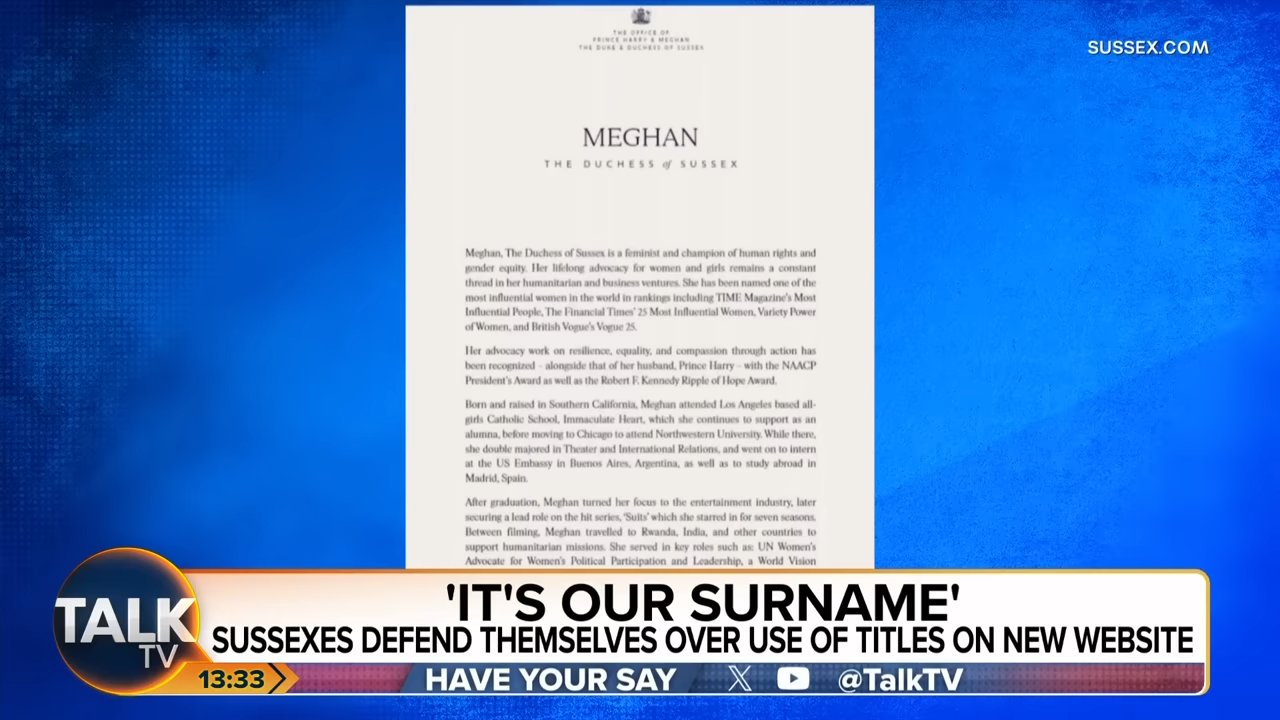 THE OFFICE OF
PRINCE HARRY & MEGHAN
THE DUKE & DUCHESS OF SUSSEX
SUSSEX.COM
MEGHAN
THE DUCHESS of SUSSEX
Meghan, The Duchess of Sussex is a feminist and champion of human rights and
gender equity. Her lifelong advocacy for women and girls remains a constant
thread in her humanitarian and business ventures. She has been named one of the
most influential women in the world in rankings including TIME Magazine's Most
Influential People, The Financial Times' 25 Most Influential Women, Variety Power
of Women, and British Vogue's Vogue 25.
Her advocacy work on resilience, equality, and compassion through action has
been recognized - alongside that of her husband, Prince Harry - with the NAACP
President's Award as well as the Robert F. Kennedy Ripple of Hope Award.
Born and raised in Southern California, Meghan attended Los Angeles based all-
girls Catholic School, Immaculate Heart, which she continues to support as an
alumna, before moving to Chicago to attend Northwestern University. While there,
she double majored in Theater and International Relations, and went on to intern
at the US Embassy in Buenos Aires, Argentina, as well as to study abroad in
Madrid, Spain.
After graduation, Meghan turned her focus to the entertainment industry, later
securing a lead role on the hit series, 'Suits' which she starred in for seven seasons.
Between filming, Meghan travelled to Rwanda, India, and other countries to
support humanitarian missions. She served in key roles such as: UN Women's
Advocate for Women's Political Participation and Leadership, a World Vision
'IT'S OUR SURNAME'
SUSSEXES DEFEND THEMSELVES OVER USE OF TITLES ON NEW WEBSITE
TALK
TV
13:33
HAVE YOUR SAY
@TalkTV